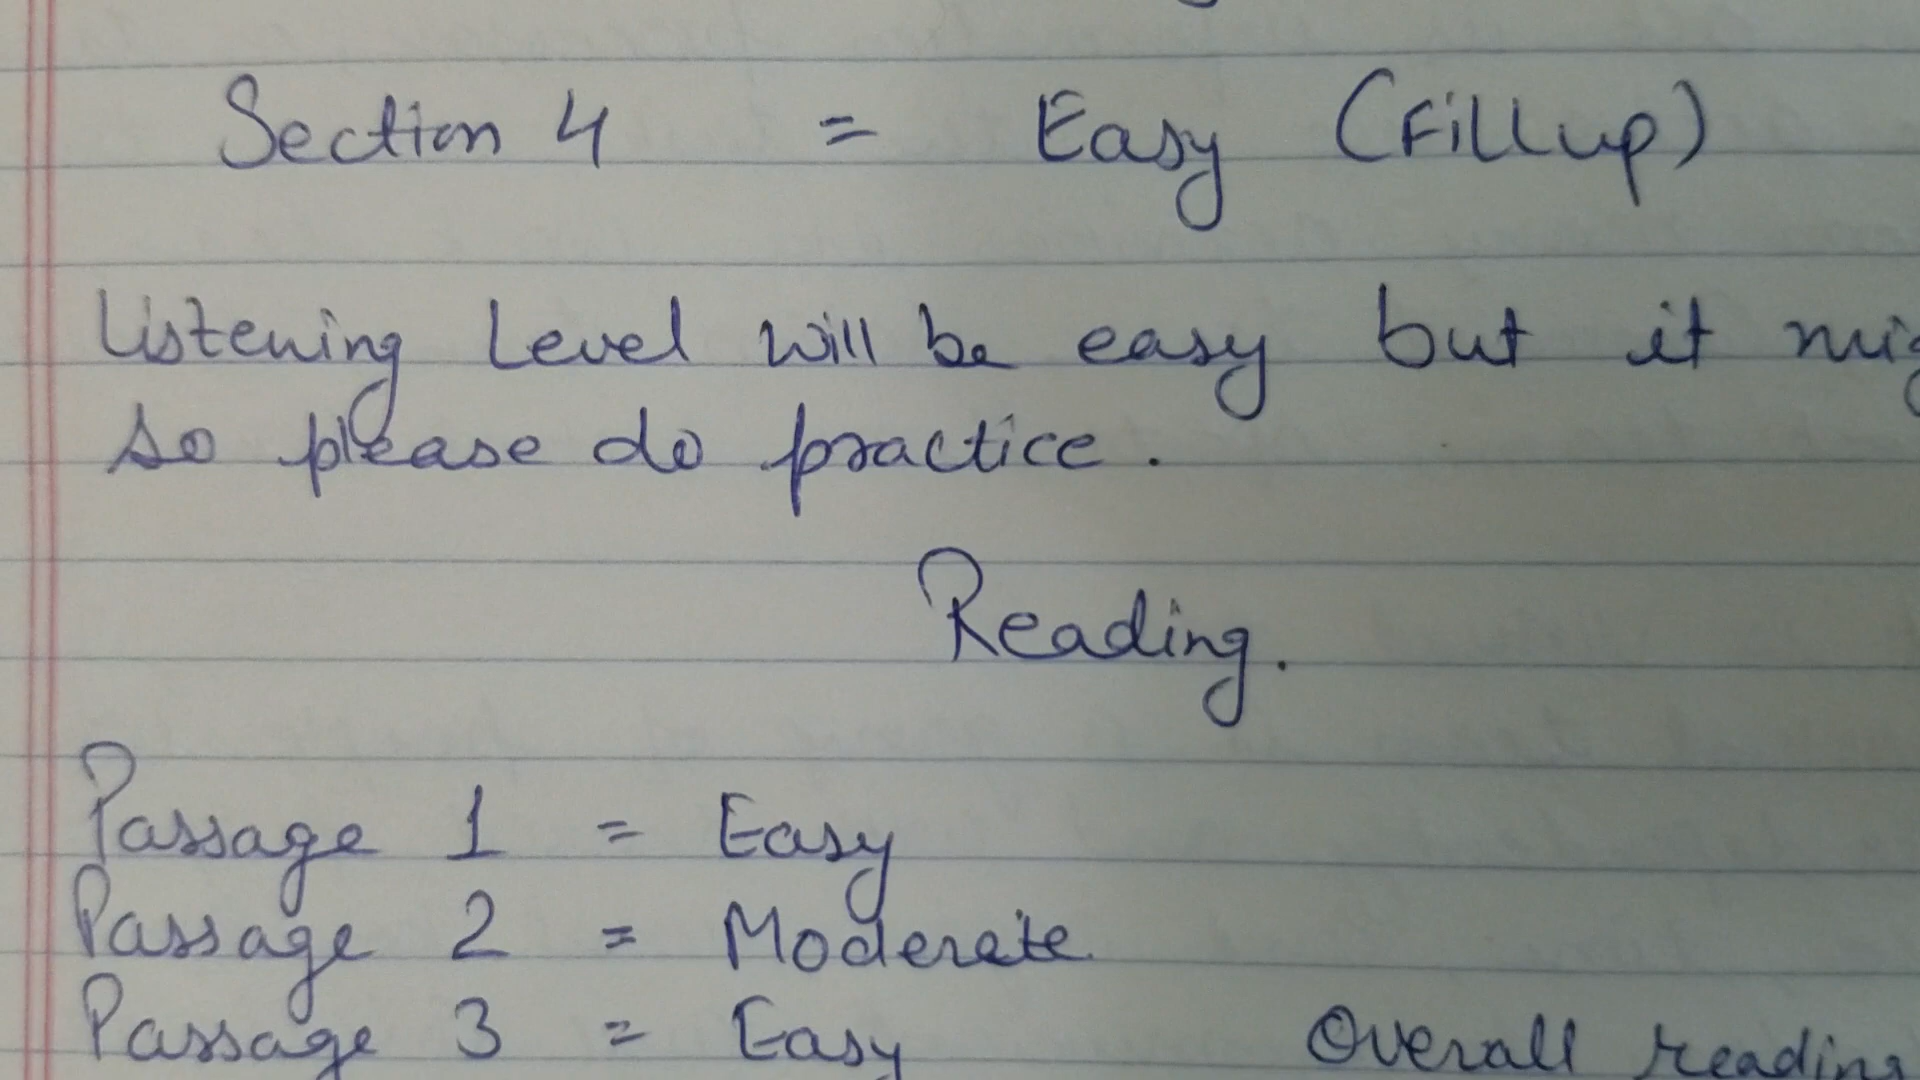 Section 4 = Easy (Fillup)
Listening Level will be easy but it
so please do practice.
Reading.
Passage 1 = Easy
Passage 2 = Moderate
Passage 3 = Easy Overall reading